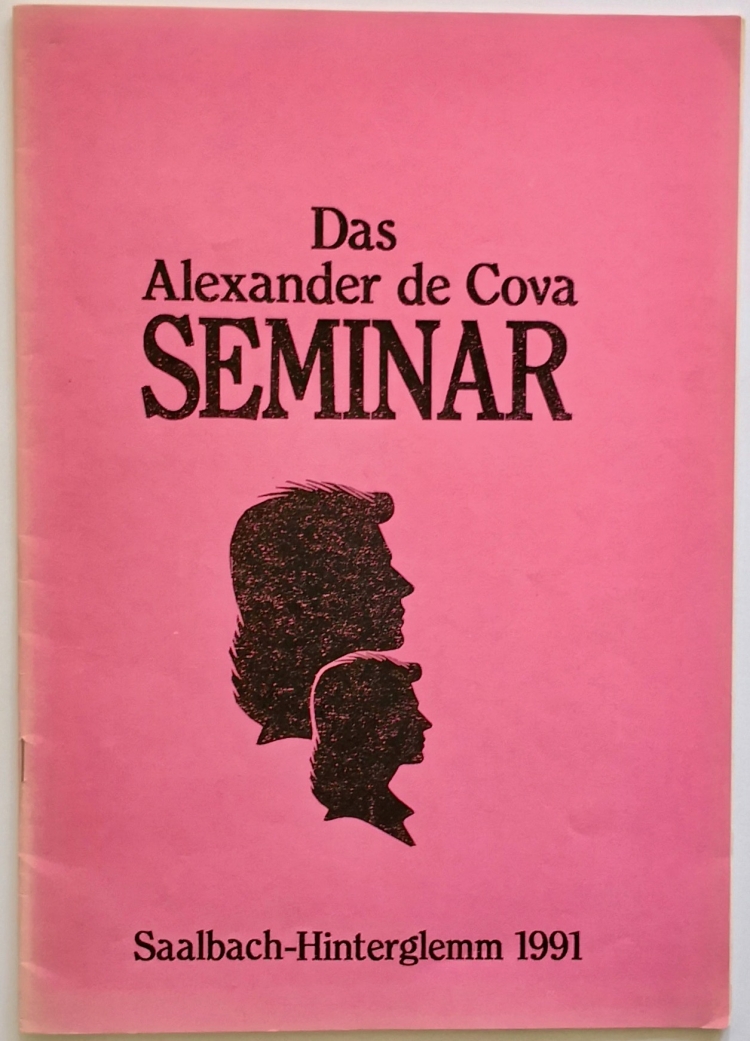 Das
Alexander de Cova
SEMINAR
Saalbach-Hinterglemm 1991